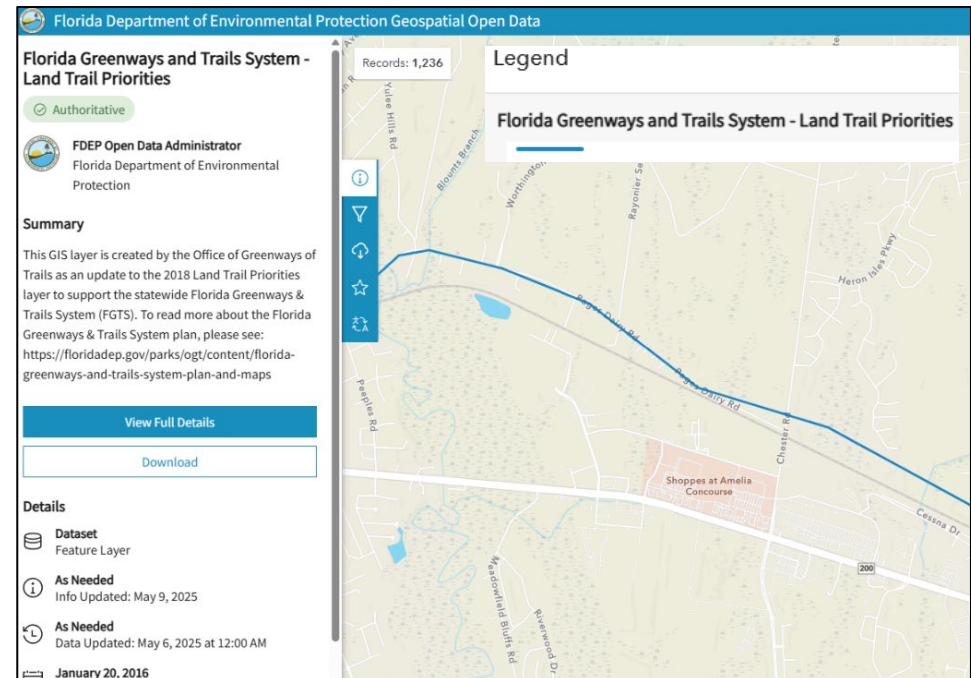 Florida Department of Environmental Protection Geospatial Open Data
Florida Greenways and Trails System -
Land Trail Priorities
Authoritative
FDEP Open Data Administrator
Florida Department of Environmental
Protection
Summary
This GIS layer is created by the Office of Greenways of
Trails as an update to the 2018 Land Trail Priorities
layer to support the statewide Florida Greenways &
Trails System (FGTS). To read more about the Florida
Greenways & Trails System plan, please see:
https://floridadep.gov/parks/ogt/content/florida-
greenways-and-trails-system-plan-and-maps
View Full Details
Download
Details
Dataset
Feature Layer
As Needed
Info Updated: May 9, 2025
As Needed
Data Updated: May 6, 2025 at 12:00 AM
January 20, 2016
Records: 1,236
Legend
Florida Greenways and Trails System - Land Trail Priorities
Yulee Hills Rd
Blounts Branch
Worthington
Rayonier Se
Heron Isles Pkwy
Pages Dairy Rd
Pages Dairy Rd
Peeples Rd
Chester Rd
Shoppes at Amelia
Concourse
Cessna Dr
200
Meadowfield Bluffs Rd
Riverwood Dr